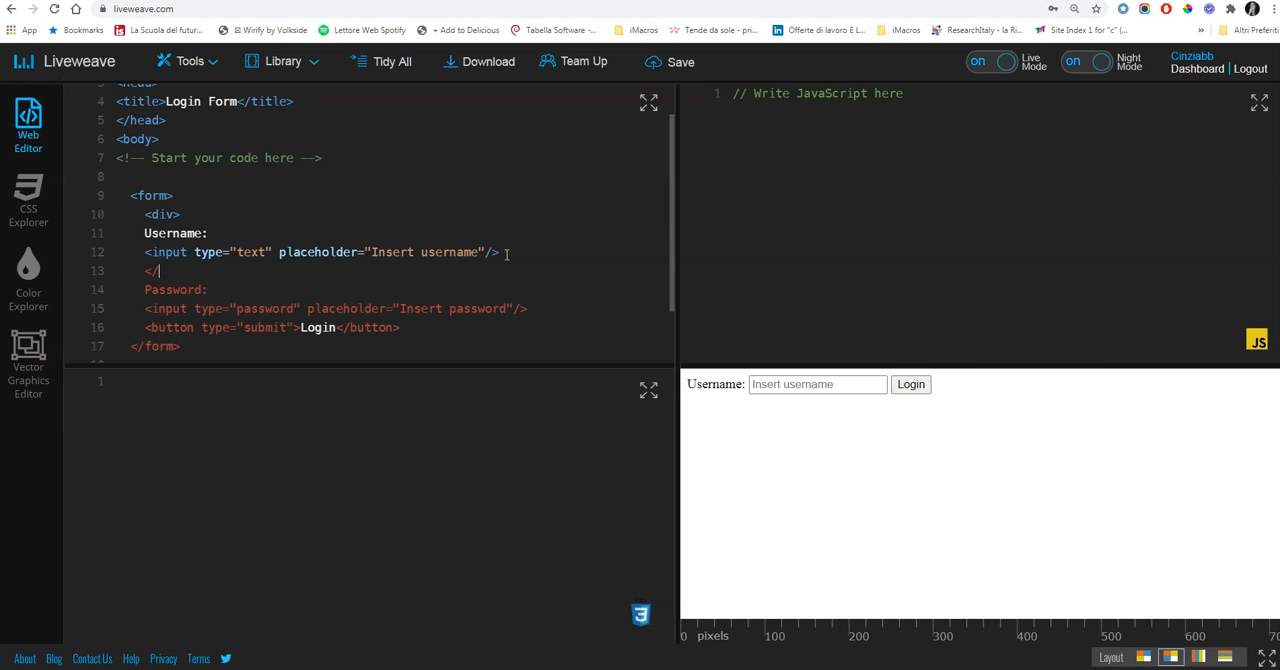 liveweave.com
App Bookmarks La Scuola del futur... Wirify by Volkside Lettore Web Spotify + Add to Delicious Tabella Software -... iMacros Tende da sole - pri... Offerte di lavoro E L... iMacros ResearchItaly - la Ri... Site Index 1 for "c" (... » Altri Preferiti
Liveweave Tools Library Tidy All Download Team Up Save on Live Mode on Night Mode Cinziabb Dashboard | Logout
Web Editor
CSS Explorer
Color Explorer
Vector Graphics Editor
3 <head>
4 <title>Login Form</title>
5 </head>
6 <body>
7 <!-- Start your code here -->
8
9 <form>
10 <div>
11 Username:
12 <input type="text" placeholder="Insert username"/>
13 </
14 Password:
15 <input type="password" placeholder="Insert password"/>
16 <button type="submit">Login</button>
17 </form>
1
3
1 // Write JavaScript here
JS
Username: Insert username Login
0 pixels 100 200 300 400 500 600 70
About Blog Contact Us Help Privacy Terms Layout